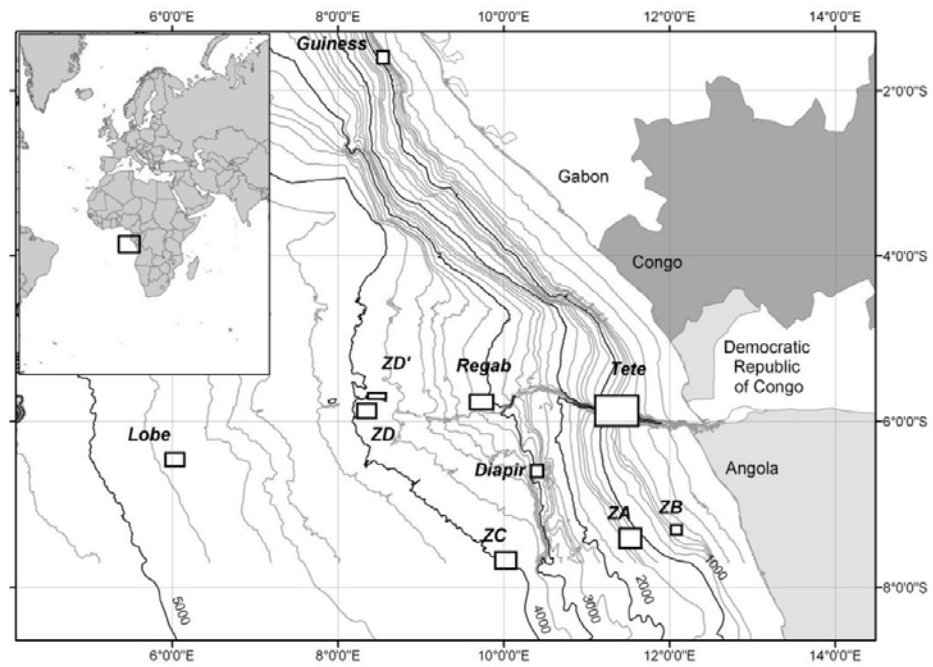 6°0'0"E 8°0'0"E 10°0'0"E 12°0'0"E 14°0'0"E
Guiness
2°0'0"S
Gabon
Congo
4°0'0"S
ZD' Regab Tete
Democratic
Republic
of Congo
6°0'0"S
Lobe ZD
Diapir Angola
ZA ZB
ZC
8°0'0"S
5000 4000 3000 2000 1000
6°0'0"E 8°0'0"E 10°0'0"E 12°0'0"E 14°0'0"E